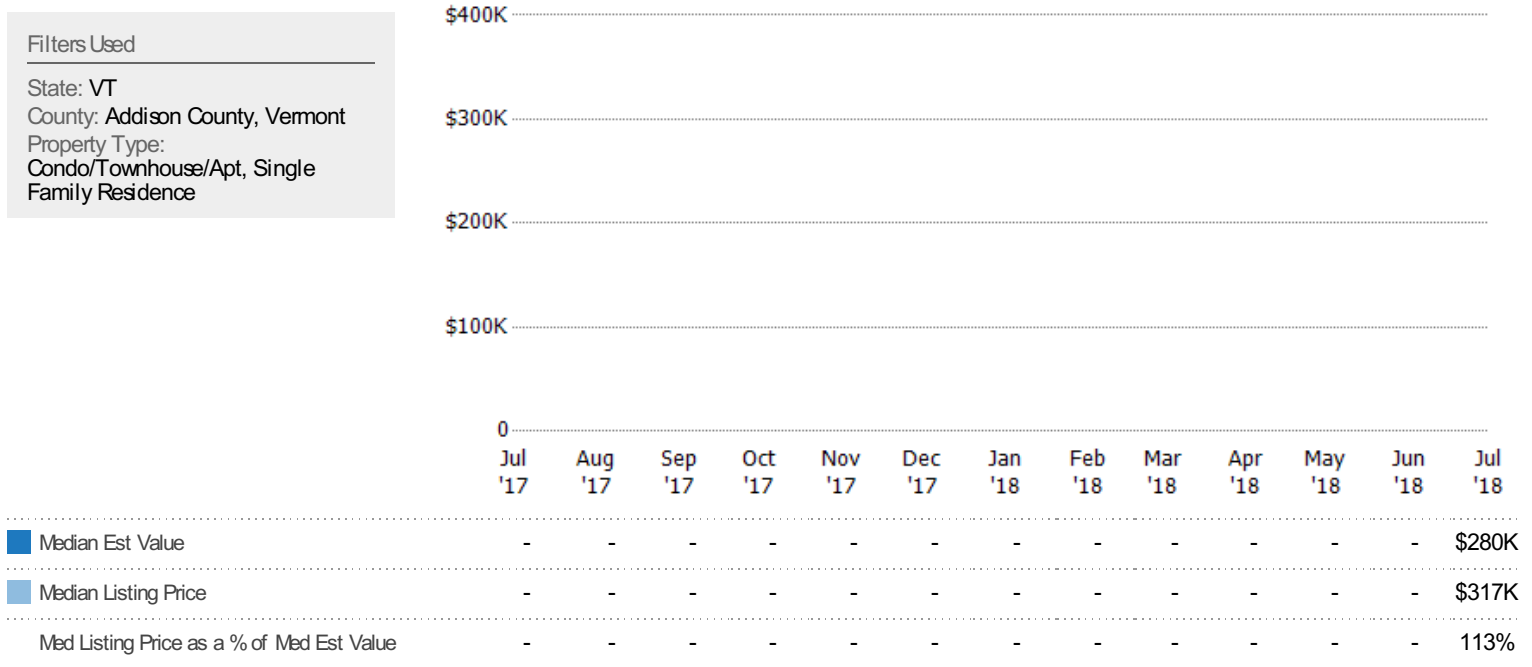 Filters Used
State: VT
County: Addison County, Vermont
Property Type:
Condo/Townhouse/Apt, Single
Family Residence
$400K
$300K
$200K
$100K
0
Jul Aug Sep Oct Nov Dec Jan Feb Mar Apr May Jun Jul
'17 '17 '17 '17 '17 '17 '18 '18 '18 '18 '18 '18 '18
Median Est Value - - - - - - - - - - - - $280K
Median Listing Price - - - - - - - - - - - - $317K
Med Listing Price as a % of Med Est Value - - - - - - - - - - - - 113%